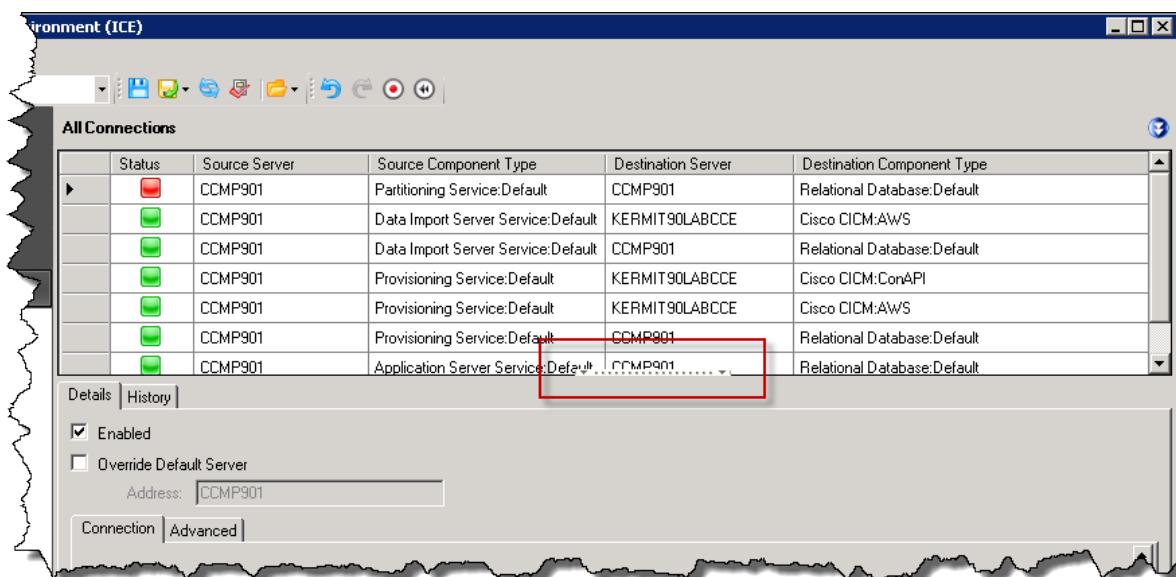 ironment (ICE)
All Connections
Status Source Server Source Component Type Destination Server Destination Component Type
CCMP901 Partitioning Service:Default CCMP901 Relational Database:Default
CCMP901 Data Import Server Service:Default KERMIT90LABCCE Cisco CICM:AWS
CCMP901 Data Import Server Service:Default CCMP901 Relational Database:Default
CCMP901 Provisioning Service:Default KERMIT90LABCCE Cisco CICM:ConAPI
CCMP901 Provisioning Service:Default KERMIT90LABCCE Cisco CICM:AWS
CCMP901 Provisioning Service:Default CCMP901 Relational Database:Default
CCMP901 Application Server Service:Default CCMP901 Relational Database:Default
Details History
Enabled
Override Default Server
Address: CCMP901
Connection Advanced